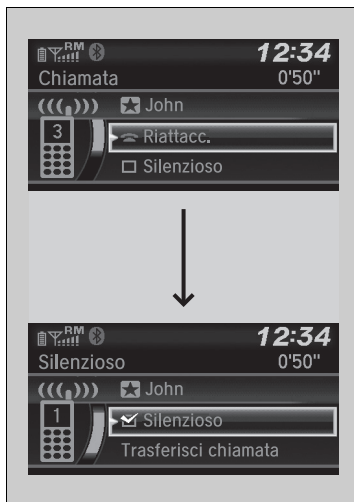 RM 12:34
Chiamata 0'50"
John
3 Riattacc.
Silenzioso
RM 12:34
Silenzioso 0'50"
John
1 Silenzioso
Trasferisci chiamata